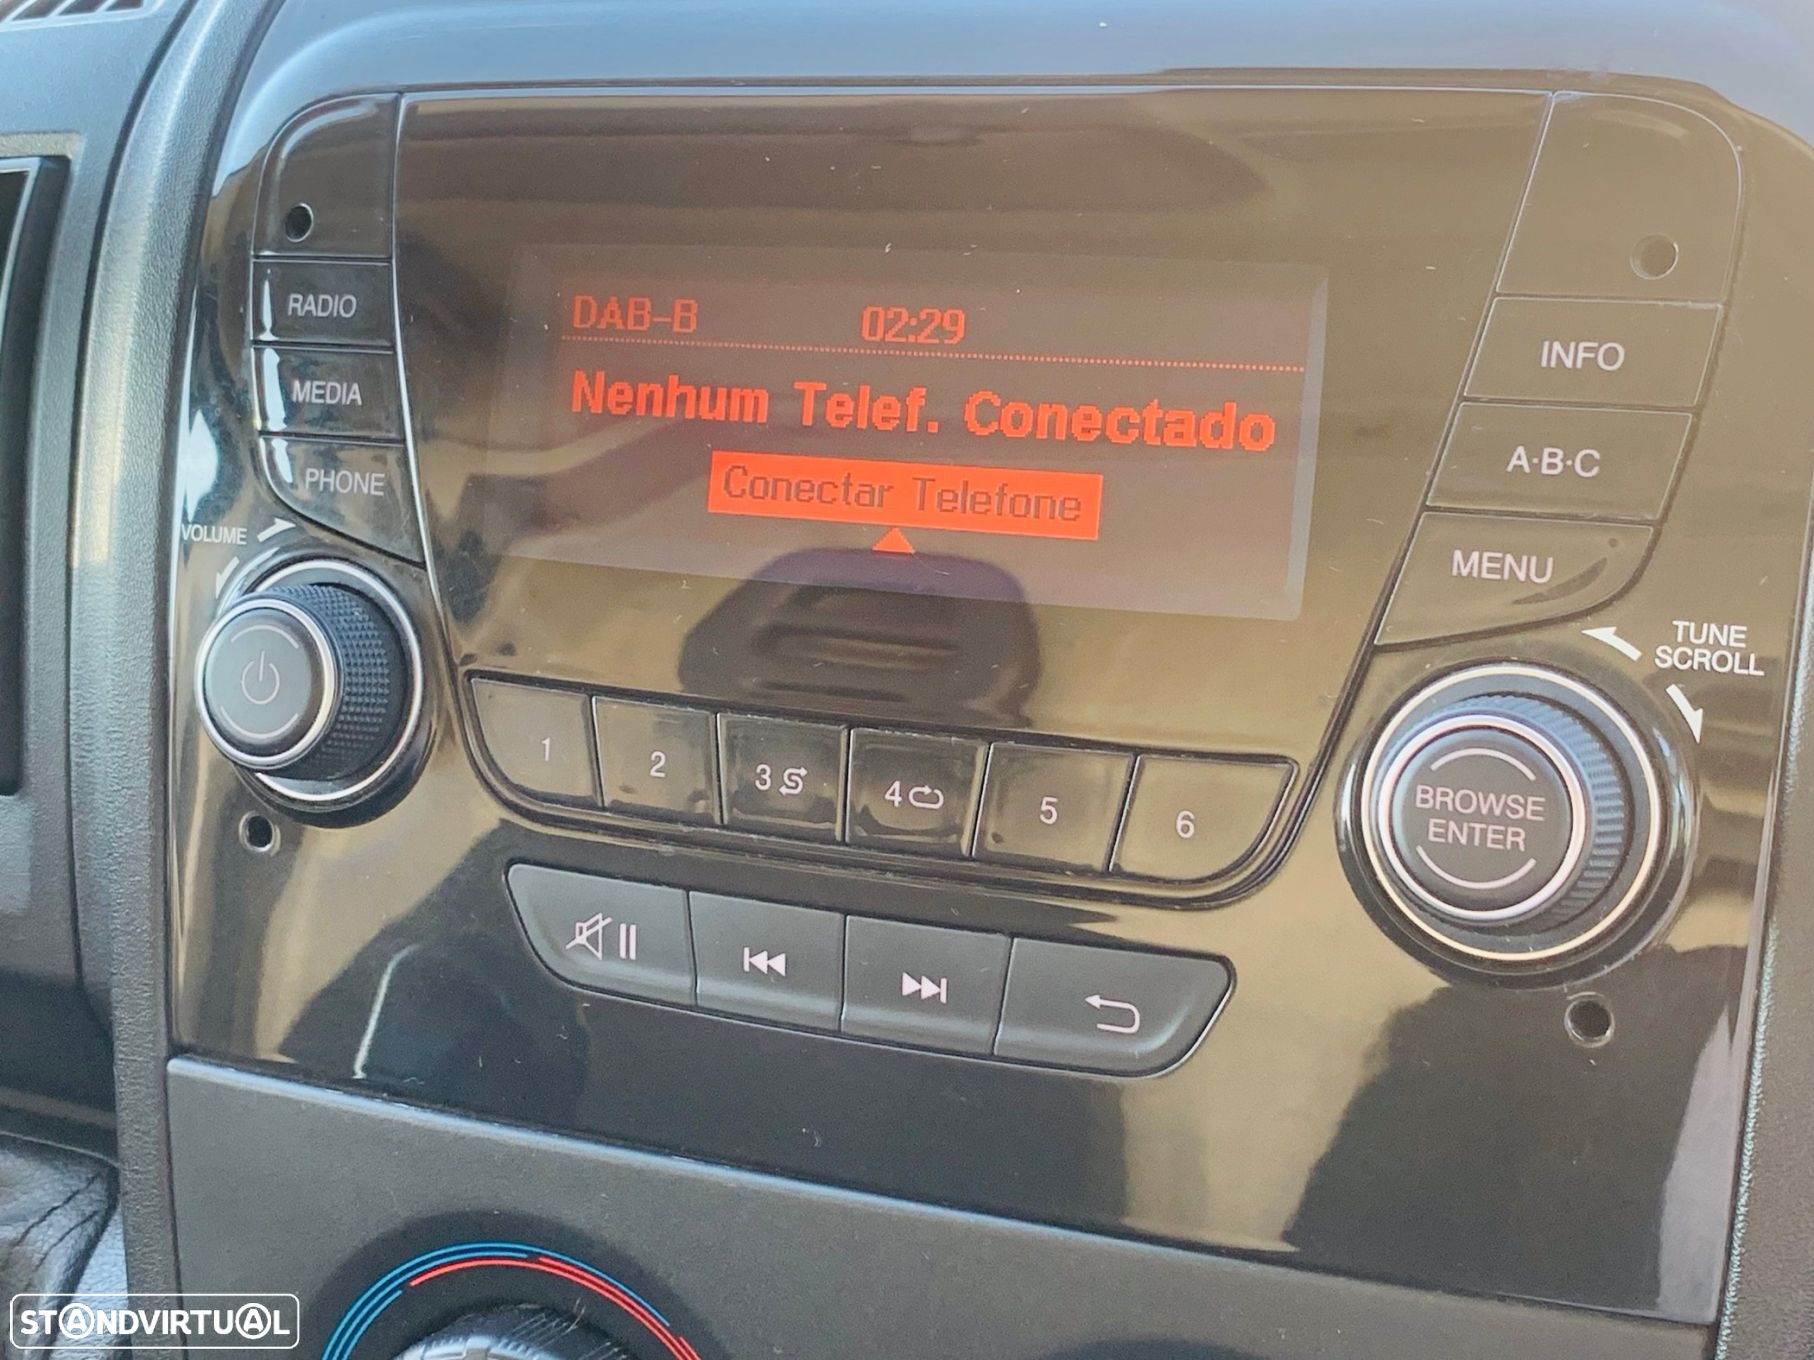 RADIO
MEDIA
PHONE
VOLUME
DAB-B 02:29
Nenhum Telef. Conectado
Conectar Telefone
INFO
A·B·C
MENU
TUNE
SCROLL
1 2 3 4 5 6
BROWSE
ENTER
STANDVIRTUAL